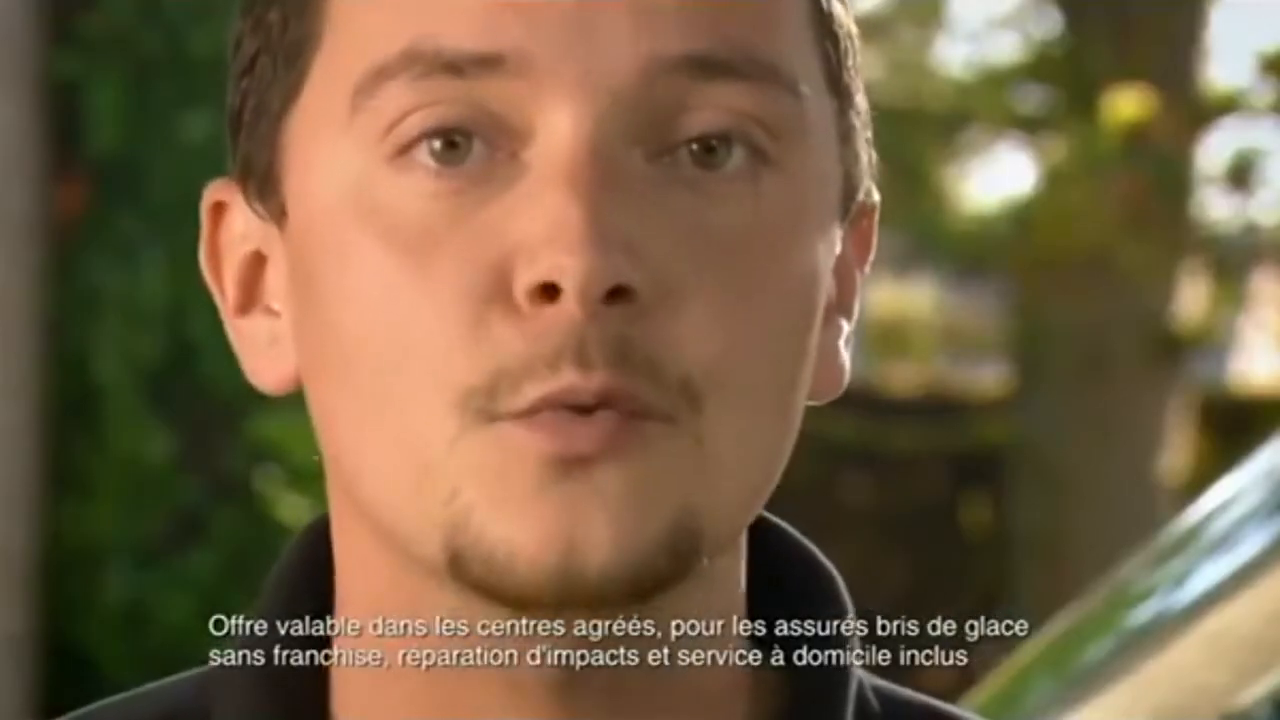 Offre valable dans les centres agréés, pour les assurés bris de glace
sans franchise, réparation d'impacts et service à domicile inclus